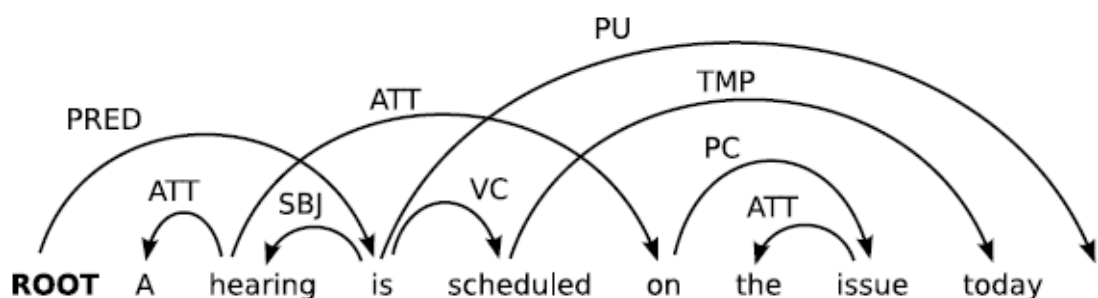 PU
TMP
ATT
PRED
PC
ATT
VC
SBJ
ATT
ROOT A hearing is scheduled on the issue today